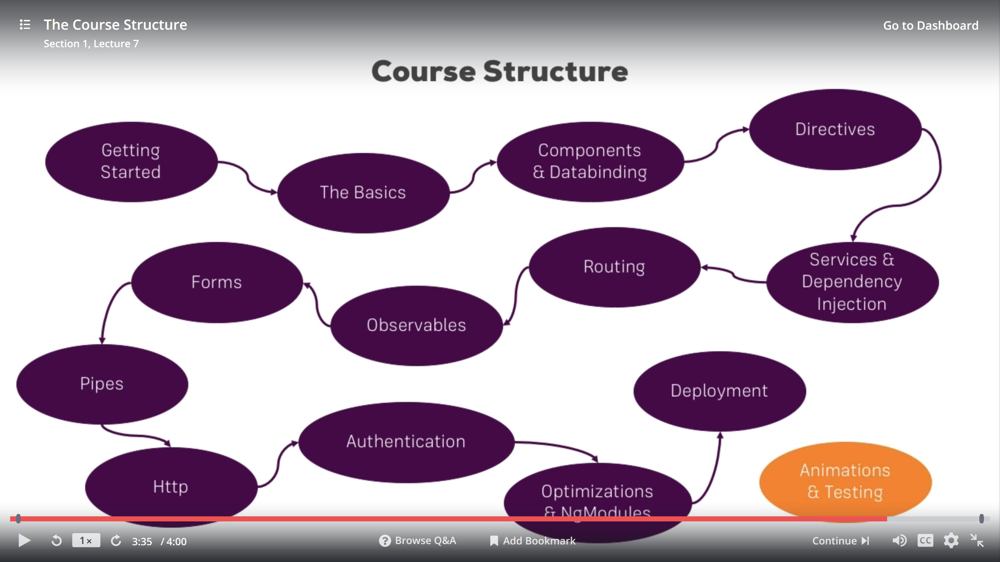 The Course Structure
Go to Dashboard
Section 1, Lecture 7
Course Structure
Getting
Started
The Basics
Components
& Databinding
Directives
Services &
Dependency
Injection
Routing
Observables
Forms
Pipes
Http
Authentication
Optimizations
& NgModules
Deployment
Animations
& Testing
1×
3:35 / 4:00
? Browse Q&A
Add Bookmark
Continue
CC